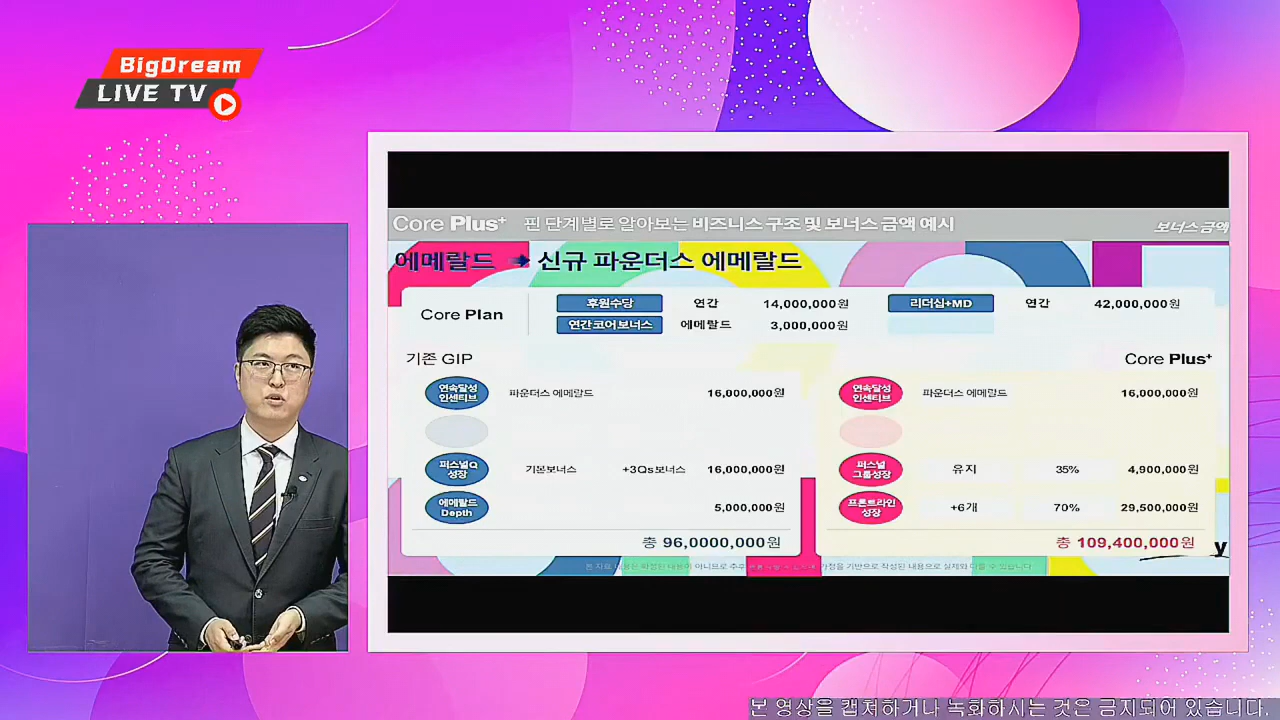 BigDream
LIVE TV
Core Plus+ 핀 단계별로 알아보는 비즈니스 구조 및 보너스 금액 예시
보너스 금액
에메랄드 → 신규 파운더스 에메랄드
Core Plan
후원수당 연간 14,000,000원 리더십+MD 연간 42,000,000원
연간코어보너스 에메랄드 3,000,000원
기존 GIP
Core Plus+
연속달성 인센티브 파운더스 에메랄드 16,000,000원
연속달성 인센티브 파운더스 에메랄드 16,000,000원
퍼스널Q 성장 기본보너스 +3Qs보너스 16,000,000원
퍼스널 그룹성장 유지 35% 4,900,000원
에메랄드 Depth 5,000,000원
프론트라인 성장 +6개 70% 29,500,000원
총 96,0000,000원
총 109,400,000원
y
본 영상을 캡쳐하거나 녹화하시는 것은 금지되어 있습니다.